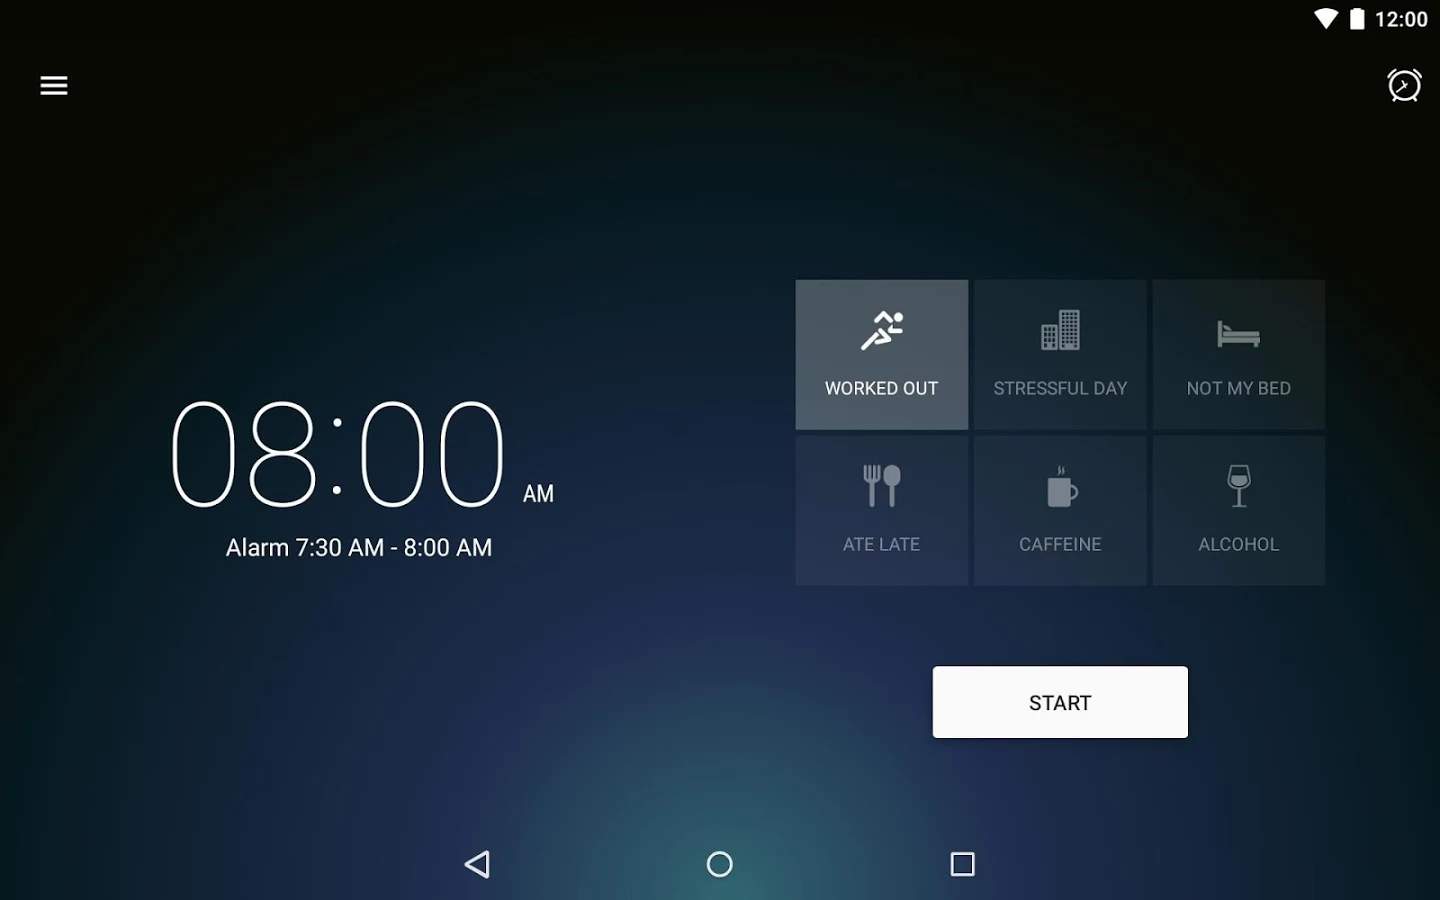 12:00
08:00 AM
Alarm 7:30 AM - 8:00 AM
WORKED OUT
STRESSFUL DAY
NOT MY BED
ATE LATE
CAFFEINE
ALCOHOL
START